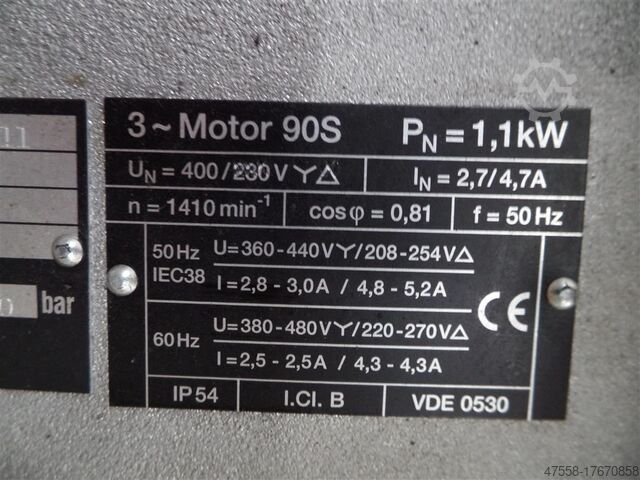 11
bar
3~Motor 90S P_N = 1,1kW
U_N = 400/230V Y△ I_N = 2,7/4,7A
n = 1410 min⁻¹ cosφ = 0,81 f = 50Hz
50Hz IEC38 U=360-440VY/208-254V△
I=2,8-3,0A / 4,8-5,2A
CE
60Hz U=380-480VY/220-270V△
I=2,5-2,5A / 4,3-4,3A
IP54 I.Cl. B VDE 0530
47558-17670858